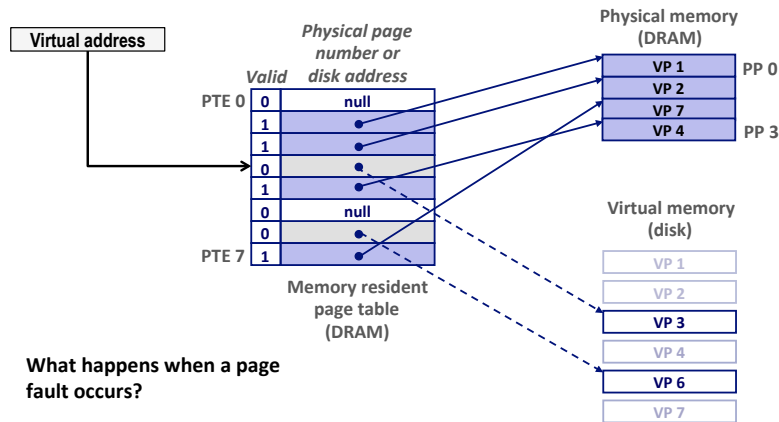 Virtual address
Physical page
number or
disk address
Valid
PTE 0
0
null
1
1
0
1
0
null
0
PTE 7
1
Memory resident
page table
(DRAM)
Physical memory
(DRAM)
VP 1
PP 0
VP 2
VP 7
VP 4
PP 3
Virtual memory
(disk)
VP 1
VP 2
VP 3
VP 4
VP 6
VP 7
What happens when a page
fault occurs?